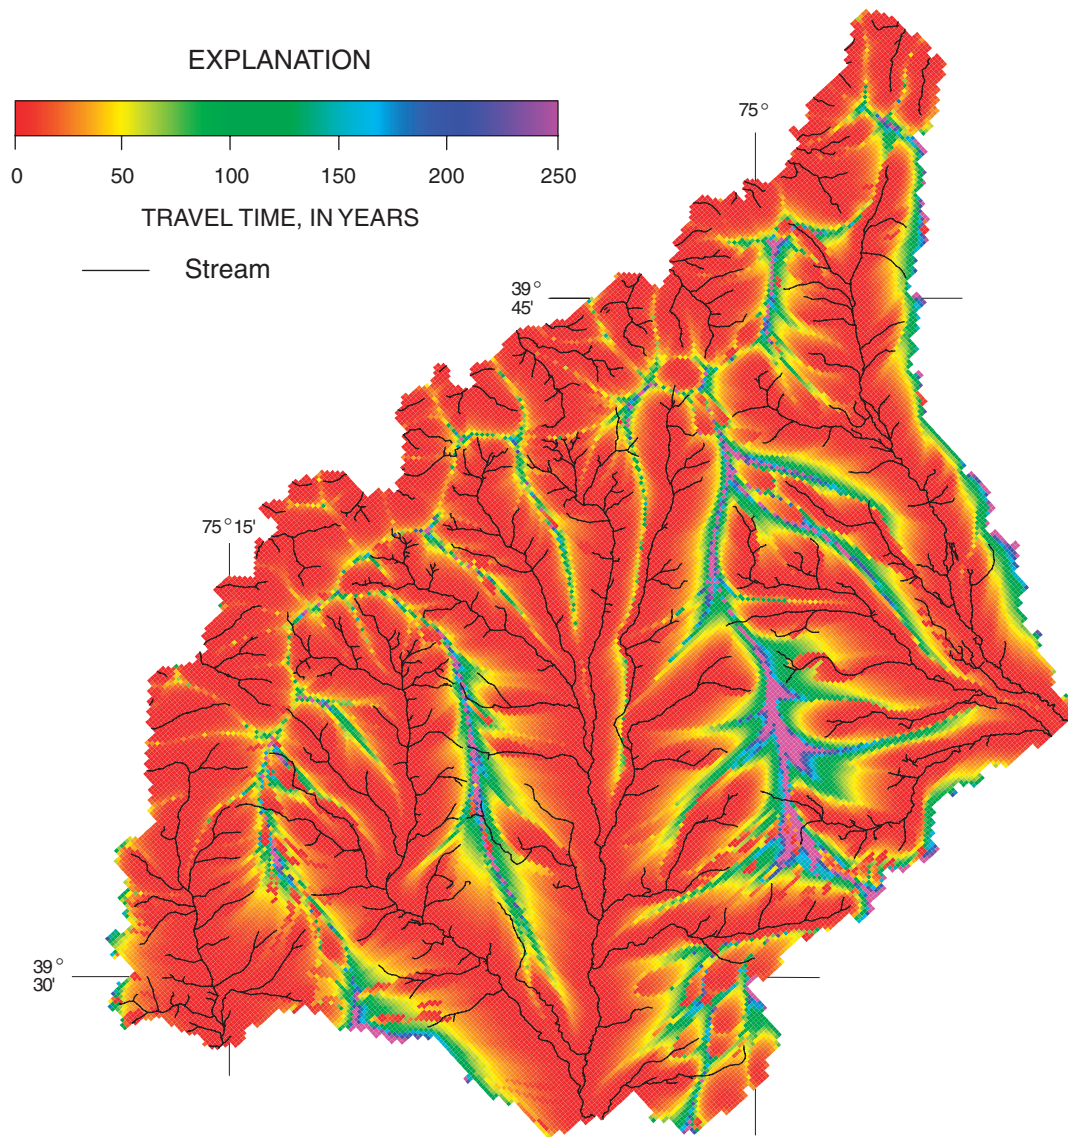 EXPLANATION
0 50 100 150 200 250
TRAVEL TIME, IN YEARS
Stream
75°
39°
45'
75°15'
39°
30'